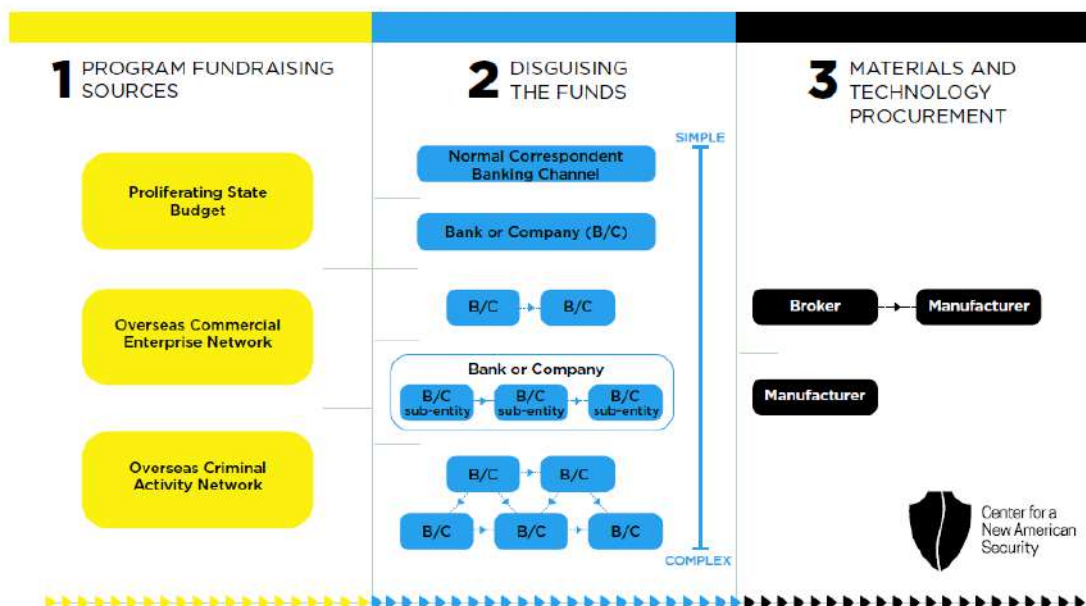 1 PROGRAM FUNDRAISING
SOURCES
Proliferating State
Budget
Overseas Commercial
Enterprise Network
Overseas Criminal
Activity Network
2 DISGUISING
THE FUNDS
SIMPLE
Normal Correspondent
Banking Channel
Bank or Company (B/C)
B/C
B/C
Bank or Company
B/C
sub-entity
B/C
sub-entity
B/C
sub-entity
B/C
B/C
B/C
B/C
B/C
COMPLEX
3 MATERIALS AND
TECHNOLOGY
PROCUREMENT
Broker
Manufacturer
Manufacturer
Center for a
New American
Security